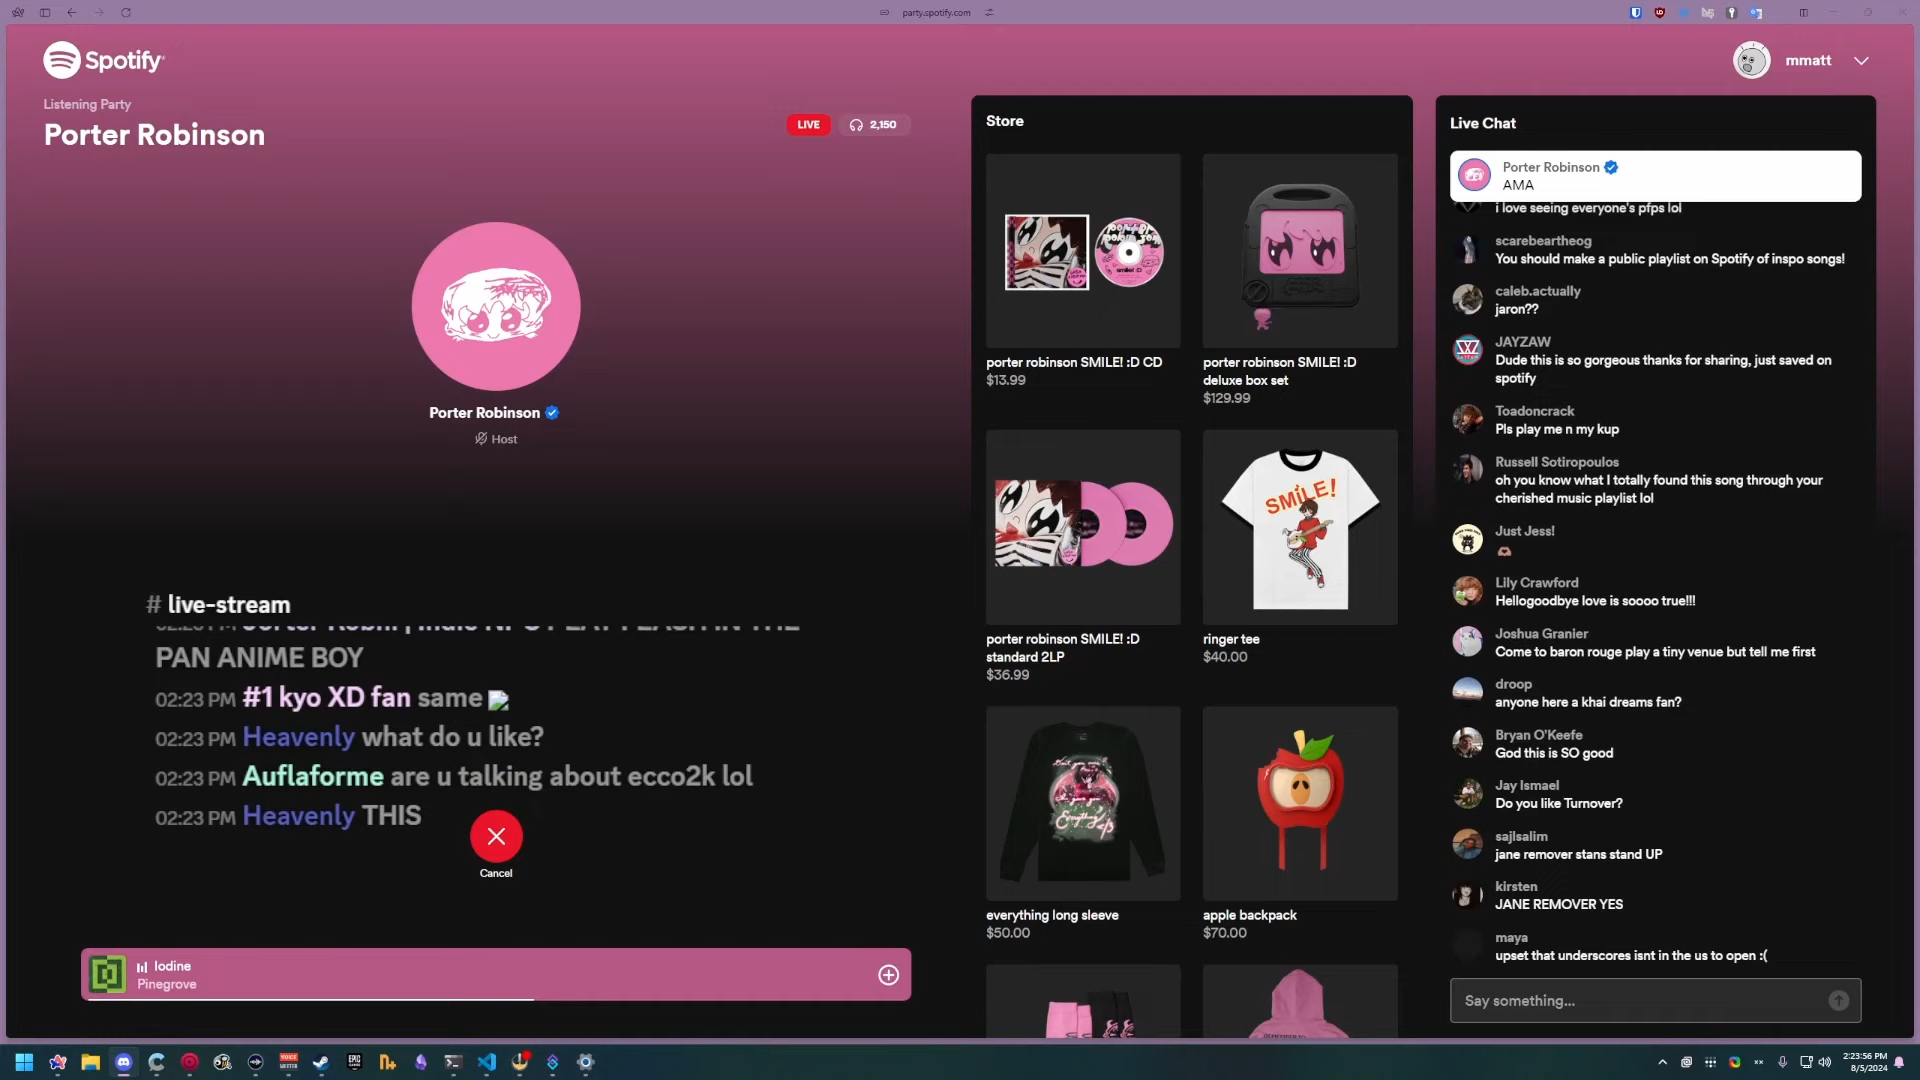 party.spotify.com
Spotify
mmatt
Listening Party
Porter Robinson
LIVE
2,150
Porter Robinson
Host
# live-stream
PAN ANIME BOY
02:23 PM #1 kyo XD fan same
02:23 PM Heavenly what do u like?
02:23 PM Auflaforme are u talking about ecco2k lol
02:23 PM Heavenly THIS
Cancel
Iodine
Pinegrove
Store
porter robinson SMILE! :D CD
$13.99
porter robinson SMILE! :D
deluxe box set
$129.99
SMiLE!
porter robinson SMILE! :D
standard 2LP
$36.99
ringer tee
$40.00
everything long sleeve
$50.00
apple backpack
$70.00
Live Chat
Porter Robinson
AMA
i love seeing everyone's pfps lol
scarebeartheog
You should make a public playlist on Spotify of inspo songs!
caleb.actually
jaron??
JAYZAW
Dude this is so gorgeous thanks for sharing, just saved on
spotify
Toadoncrack
Pls play me n my kup
Russell Sotiropoulos
oh you know what I totally found this song through your
cherished music playlist lol
Just Jess!
Lily Crawford
Hellogoodbye love is soooo true!!!
Joshua Granier
Come to baron rouge play a tiny venue but tell me first
droop
anyone here a khai dreams fan?
Bryan O'Keefe
God this is SO good
Jay Ismael
Do you like Turnover?
sajlsalim
jane remover stans stand UP
kirsten
JANE REMOVER YES
maya
upset that underscores isnt in the us to open :(
Say something...
2:23:56 PM
8/5/2024